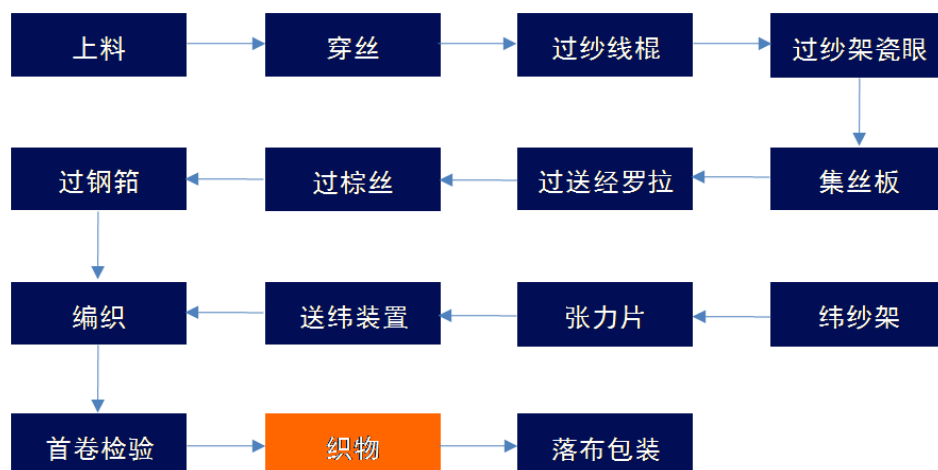 上料
穿丝
过纱线棍
过纱架瓷眼
过钢筘
过棕丝
过送经罗拉
集丝板
编织
送纬装置
张力片
纬纱架
首卷检验
织物
落布包装